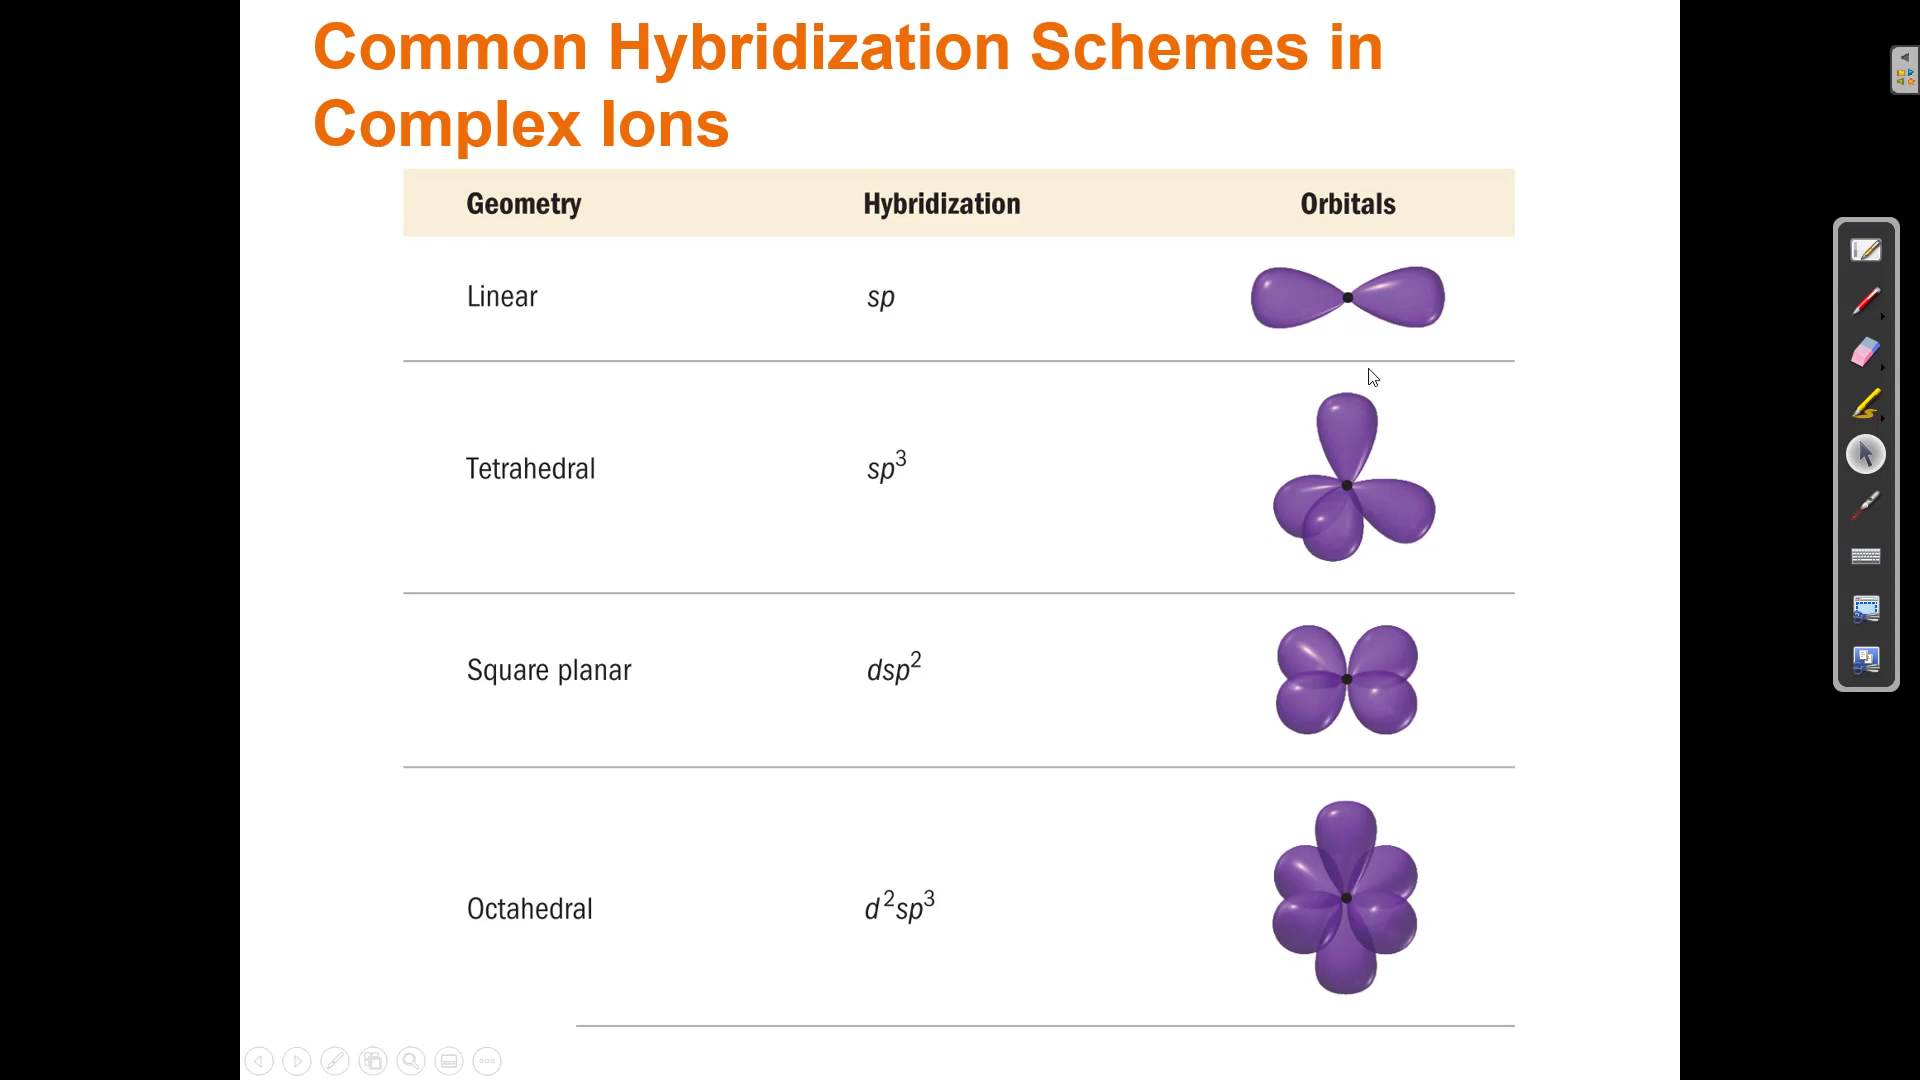 Common Hybridization Schemes in
Complex Ions
Geometry Hybridization Orbitals
Linear sp
Tetrahedral sp³
Square planar dsp²
Octahedral d²sp³